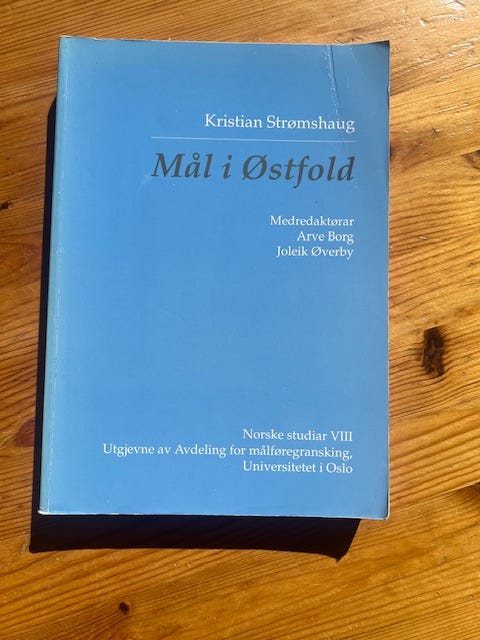 Kristian Strømshaug
Mål i Østfold
Medredaktørar
Arve Borg
Joleik Øverby
Norske studiar VIII
Utgjevne av Avdeling for målføregransking,
Universitetet i Oslo